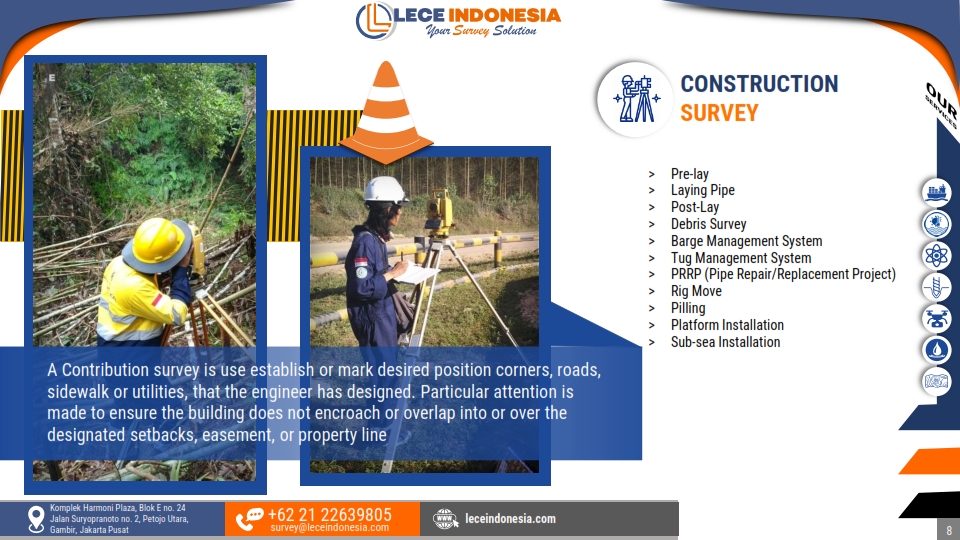 LECE INDONESIA
Your Survey Solution
E
CONSTRUCTION
SURVEY
OUR
SERVICES
> Pre-lay
> Laying Pipe
> Post-Lay
> Debris Survey
> Barge Management System
> Tug Management System
> PRRP (Pipe Repair/Replacement Project)
> Rig Move
> Pilling
> Platform Installation
> Sub-sea Installation
A Contribution survey is use establish or mark desired position corners, roads,
sidewalk or utilities, that the engineer has designed. Particular attention is
made to ensure the building does not encroach or overlap into or over the
designated setbacks, easement, or property line
Komplek Harmoni Plaza, Blok E no. 24
Jalan Suryopranoto no. 2, Petojo Utara,
Gambir, Jakarta Pusat
+62 21 22639805
survey@leceindonesia.com
leceindonesia.com
8